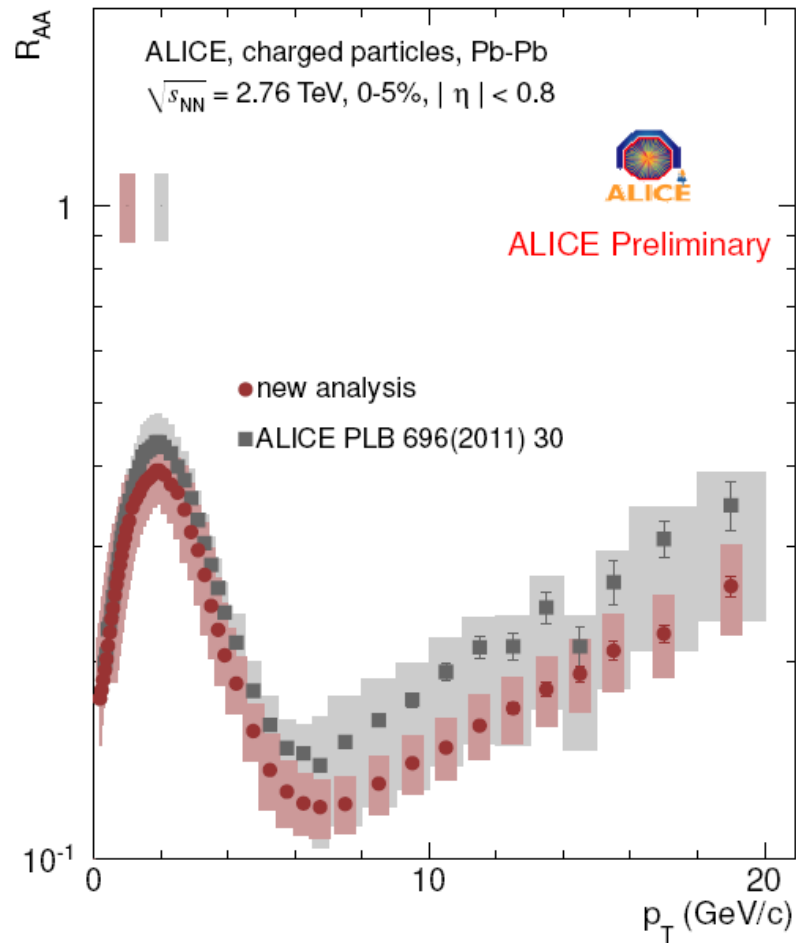 R_AA
ALICE, charged particles, Pb-Pb
√s_NN = 2.76 TeV, 0-5%, | η | < 0.8
ALICE
1
ALICE Preliminary
new analysis
ALICE PLB 696(2011) 30
10^-1
0 10 20
p_T (GeV/c)